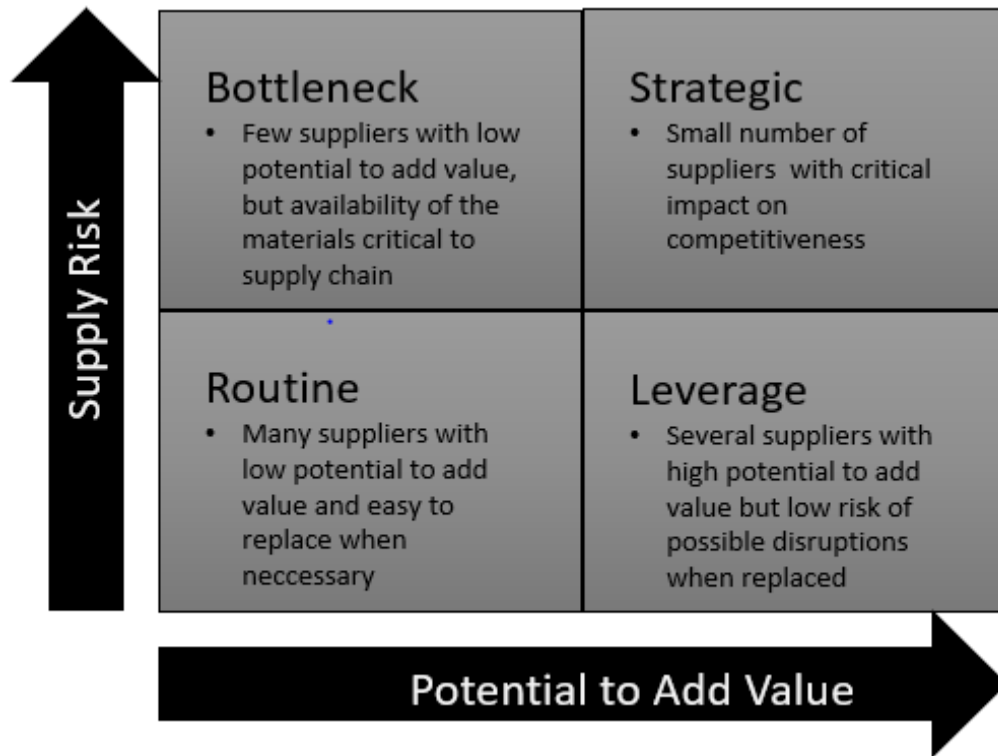 Supply Risk
Bottleneck
• Few suppliers with low
potential to add value,
but availability of the
materials critical to
supply chain
Strategic
• Small number of
suppliers with critical
impact on
competitiveness
Routine
• Many suppliers with
low potential to add
value and easy to
replace when
neccessary
Leverage
• Several suppliers with
high potential to add
value but low risk of
possible disruptions
when replaced
Potential to Add Value